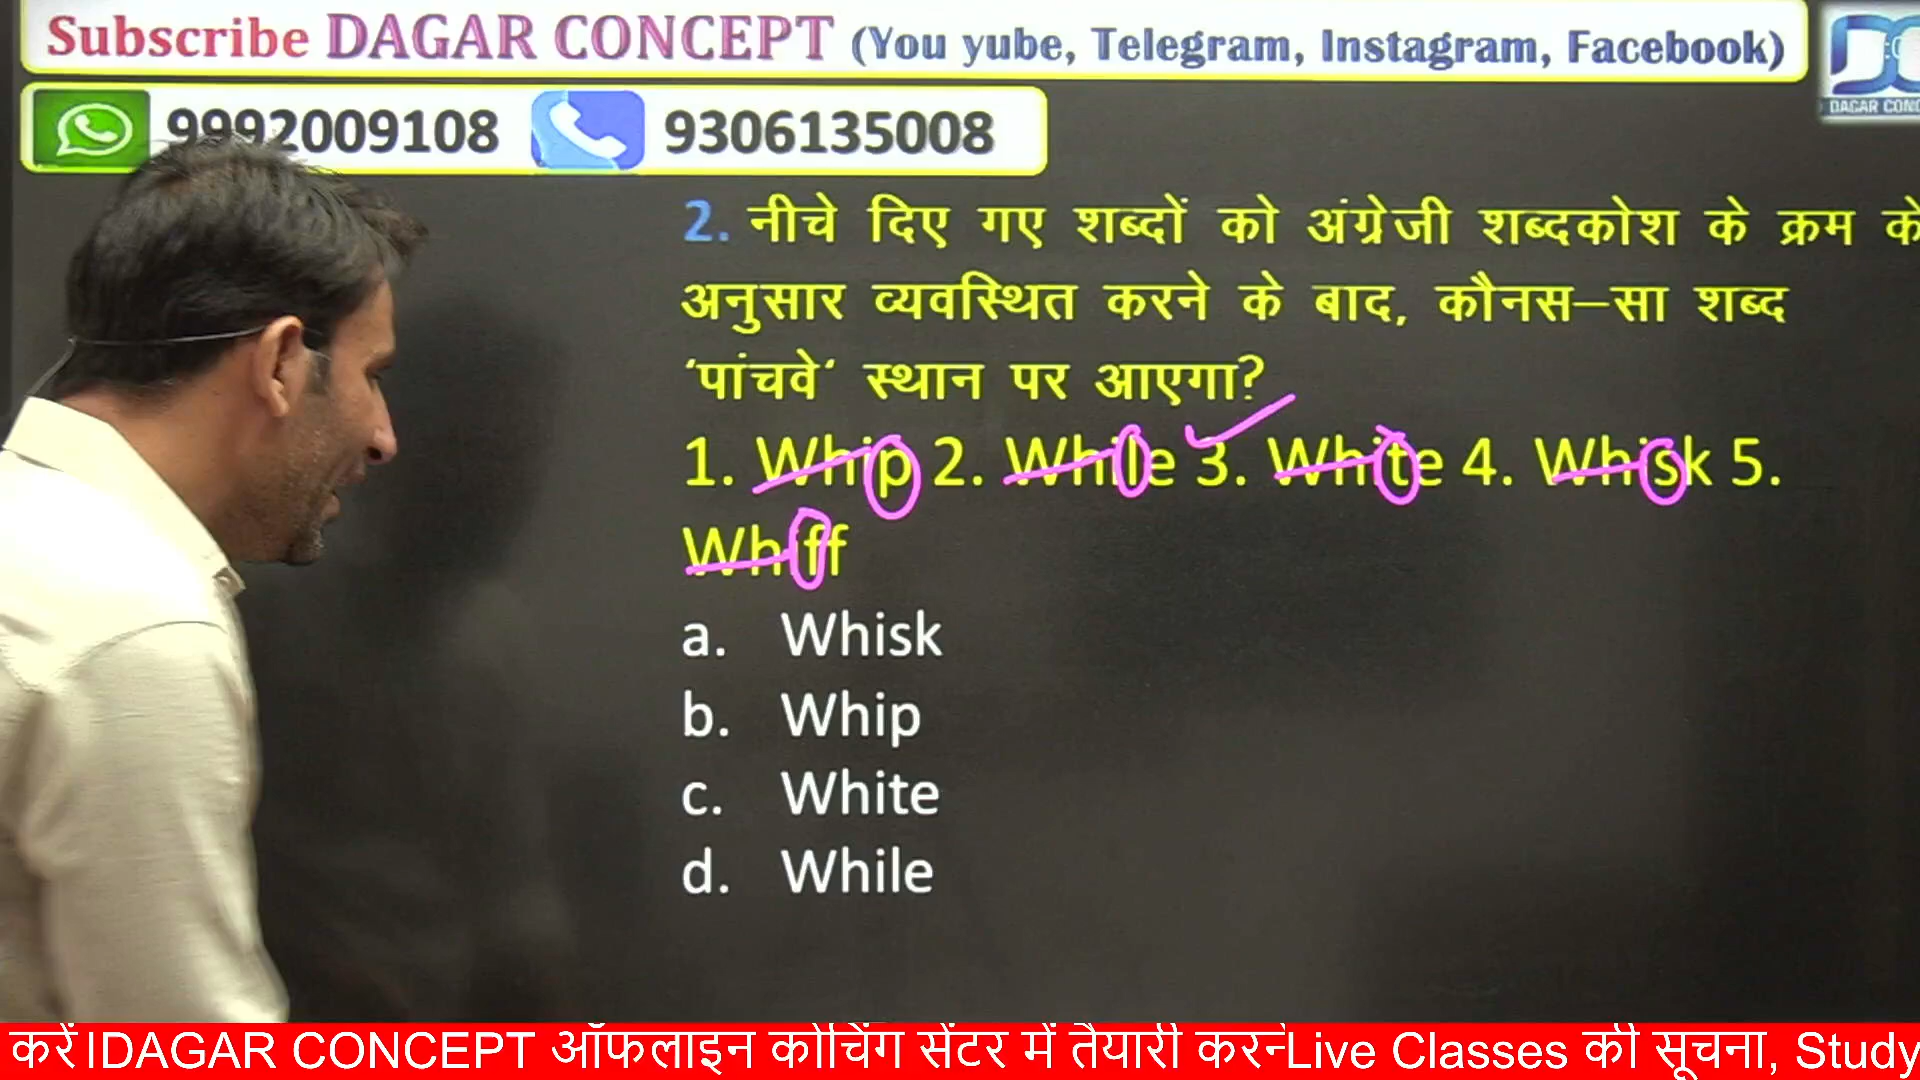 Subscribe DAGAR CONCEPT (You yube, Telegram, Instagram, Facebook)
DAGAR CONC
9992009108 9306135008
2. नीचे दिए गए शब्दों को अंग्रेजी शब्दकोश के क्रम के
अनुसार व्यवस्थित करने के बाद, कौनस–सा शब्द
‘पांचवे‘ स्थान पर आएगा?
1. Whip 2. While 3. White 4. Whisk 5.
Whiff
a. Whisk
b. Whip
c. White
d. While
करें।DAGAR CONCEPT ऑफलाइन कोचिंग सेंटर में तैयारी करने Live Classes की सूचना, Study